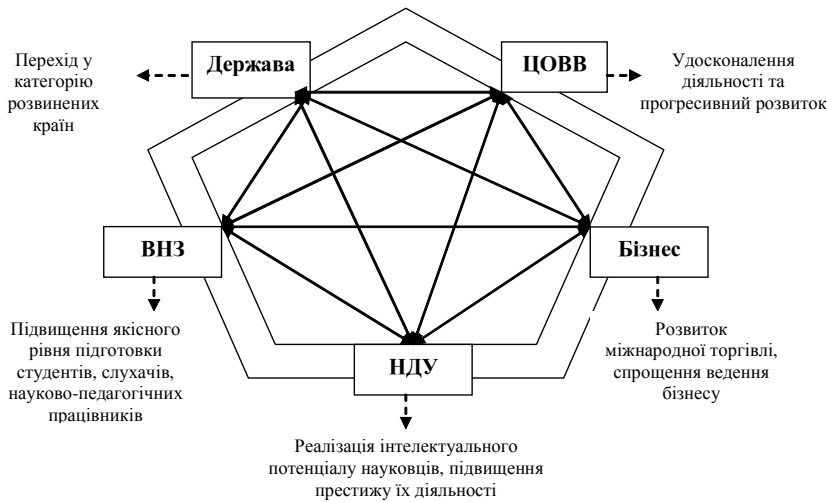 Перехід у
категорію
розвинених
країн
Держава
ЦОВВ
Удосконалення
діяльності та
прогресивний розвиток
ВНЗ
Бізнес
Підвищення якісного
рівня підготовки
студентів, слухачів,
науково-педагогічних
працівників
НДУ
Розвиток
міжнародної торгівлі,
спрощення ведення
бізнесу
Реалізація інтелектуального
потенціалу науковців, підвищення
престижу їх діяльності